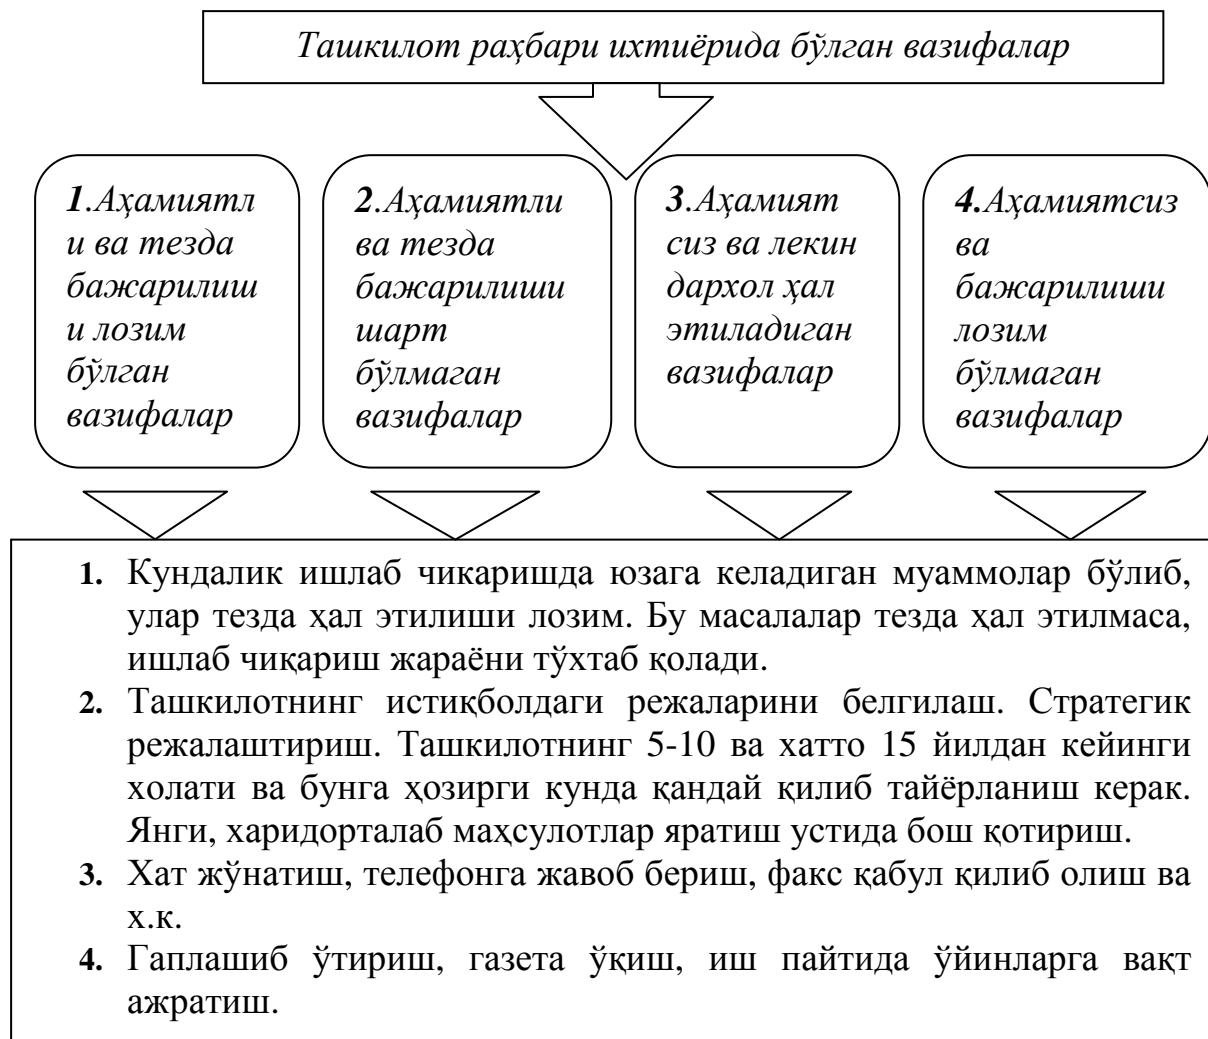 Ташкилот раҳбари ихтиёрида бўлган вазифалар
1.Аҳамиятл
и ва тезда
бажарилиш
и лозим
бўлган
вазифалар
2.Аҳамиятли
ва тезда
бажарилиши
шарт
бўлмаган
вазифалар
3.Аҳамият
сиз ва лекин
дархол ҳал
этиладиган
вазифалар
4.Аҳамиятсиз
ва
бажарилиши
лозим
бўлмаган
вазифалар
1. Кундалик ишлаб чикаришда юзага келадиган муаммолар бўлиб,
улар тезда ҳал этилиши лозим. Бу масалалар тезда ҳал этилмаса,
ишлаб чиқариш жараёни тўхтаб қолади.
2. Ташкилотнинг истиқболдаги режаларини белгилаш. Стратегик
режалаштириш. Ташкилотнинг 5-10 ва хатто 15 йилдан кейинги
холати ва бунга ҳозирги кунда қандай қилиб тайёрланиш керак.
Янги, харидорталаб маҳсулотлар яратиш устида бош қотириш.
3. Хат жўнатиш, телефонга жавоб бериш, факс қабул қилиб олиш ва
х.к.
4. Гаплашиб ўтириш, газета ўқиш, иш пайтида ўйинларга вақт
ажратиш.